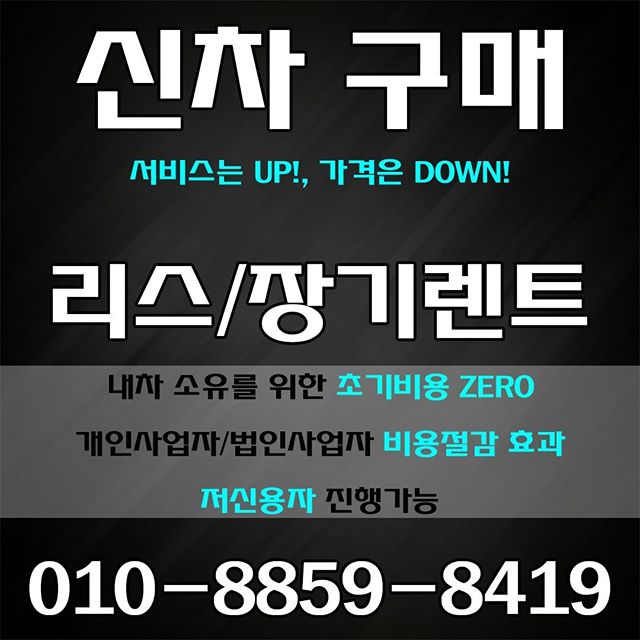 신차 구매
서비스는 UP!, 가격은 DOWN!
리스/장기렌트
내차 소유를 위한 초기비용 ZERO
개인사업자/법인사업자 비용절감 효과
저신용자 진행가능
010-8859-8419